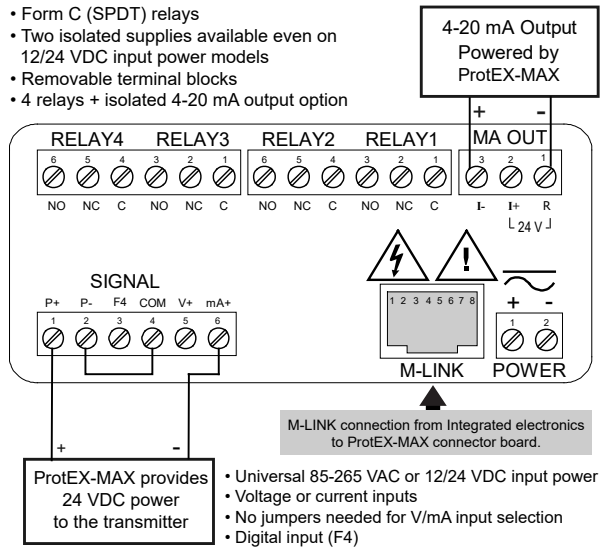 • Form C (SPDT) relays
• Two isolated supplies available even on
12/24 VDC input power models
• Removable terminal blocks
• 4 relays + isolated 4-20 mA output option
4-20 mA Output
Powered by
ProtEX-MAX
+ -
RELAY4 RELAY3 RELAY2 RELAY1 MA OUT
6 5 4 3 2 1 6 5 4 3 2 1 3 2 1
NO NC C NO NC C NO NC C NO NC C I- I+ R
24 V
SIGNAL
P+ P- F4 COM V+ mA+
1 2 3 4 5 6
1 2 3 4 5 6 7 8
!
+ -
1 2
M-LINK POWER
M-LINK connection from Integrated electronics
to ProtEX-MAX connector board.
+ -
ProtEX-MAX provides
24 VDC power
to the transmitter
• Universal 85-265 VAC or 12/24 VDC input power
• Voltage or current inputs
• No jumpers needed for V/mA input selection
• Digital input (F4)